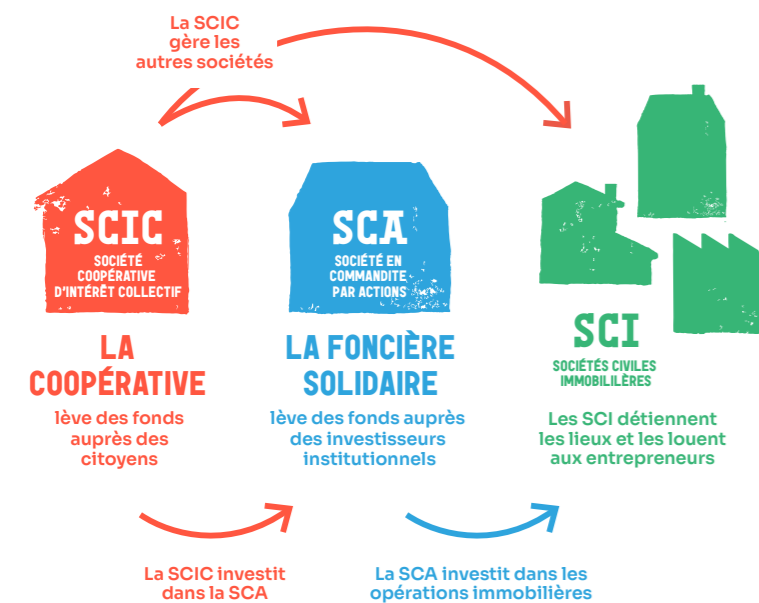 La SCIC
gère les
autres sociétés
SCIC
SOCIÉTÉ
COOPÉRATIVE
D'INTÉRÊT COLLECTIF
LA
COOPÉRATIVE
lève des fonds
auprès des
citoyens
SCA
SOCIÉTÉ EN
COMMANDITE
PAR ACTIONS
LA FONCIÈRE
SOLIDAIRE
lève des fonds auprès
des investisseurs
institutionnels
SCI
SOCIÉTÉS CIVILES
IMMOBILILÈRES
Les SCI détiennent
les lieux et les louent
aux entrepreneurs
La SCIC investit
dans la SCA
La SCA investit dans les
opérations immobilières